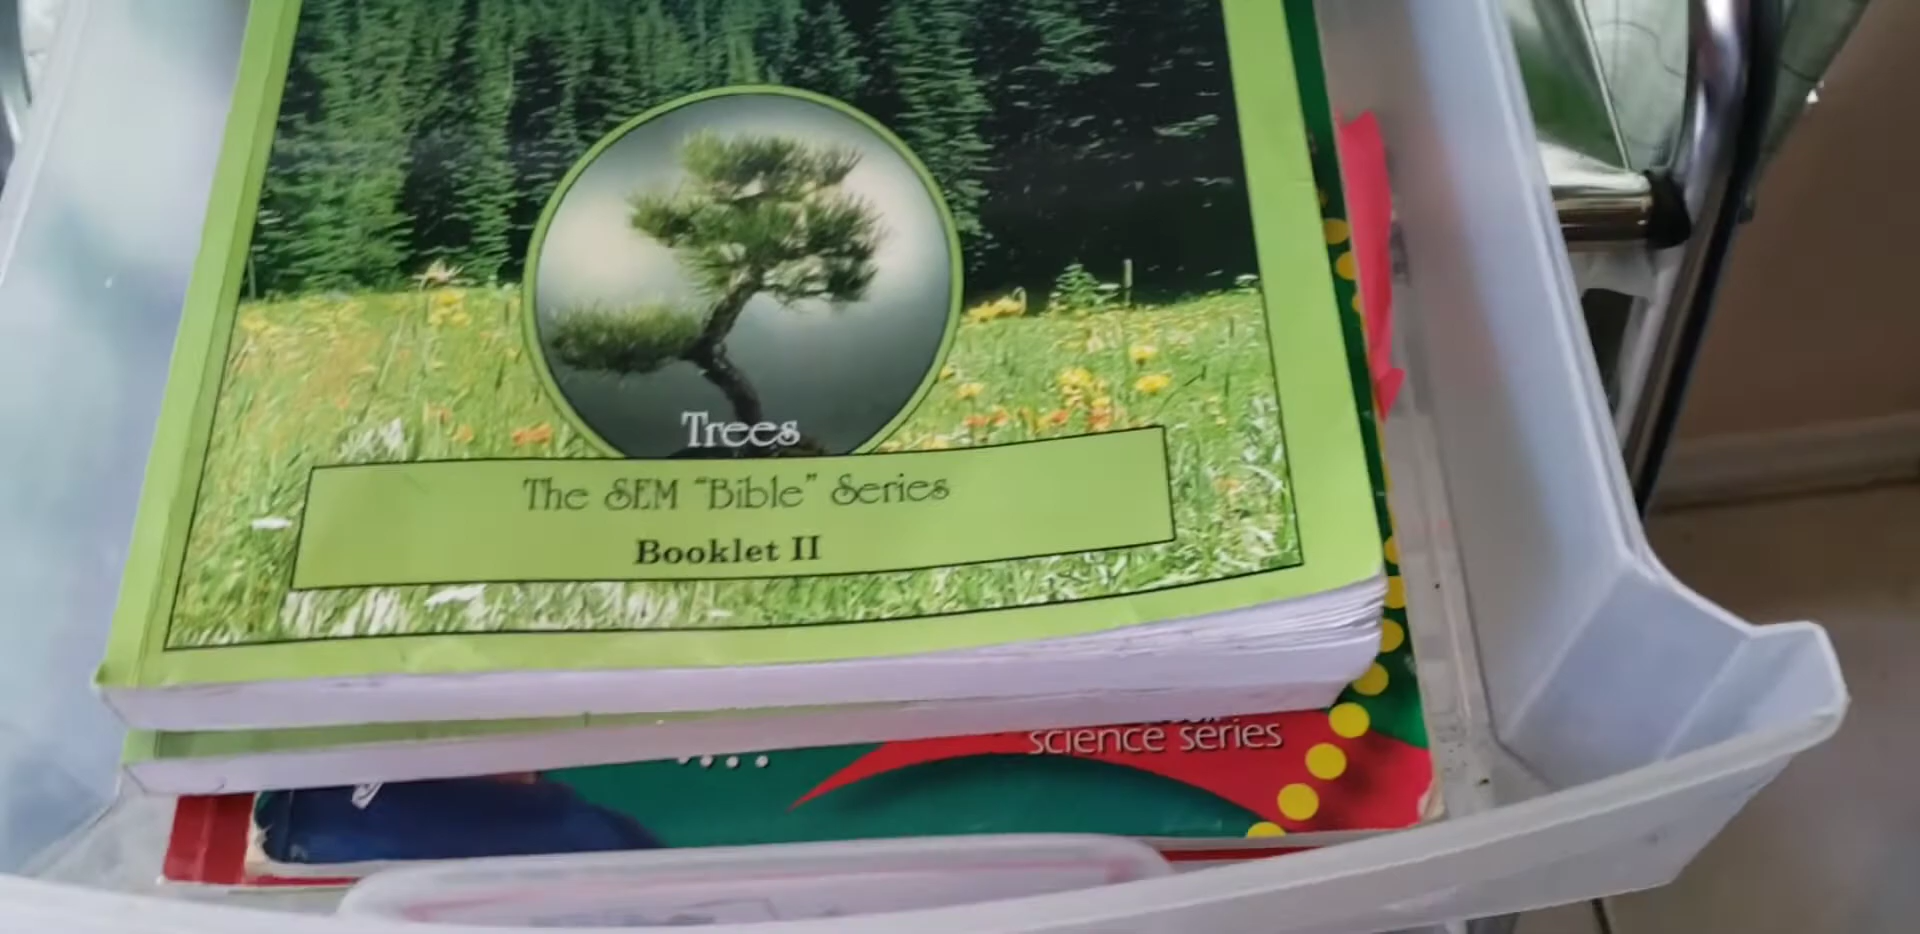 Trees
The SEM “Bible” Series
Booklet II
science series